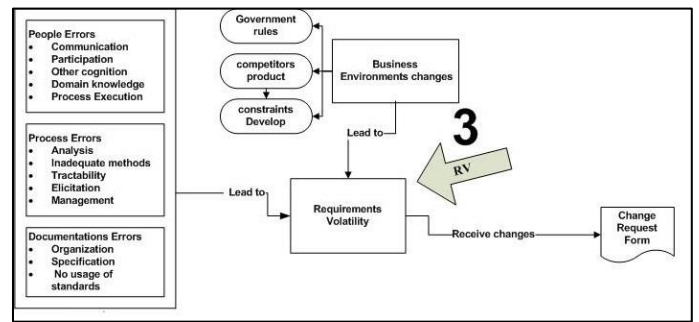 People Errors
• Communication
• Participation
• Other cognition
• Domain knowledge
• Process Execution
Process Errors
• Analysis
• Inadequate methods
• Tractability
• Elicitation
• Management
Documentations Errors
• Organization
• Specification
• No usage of
standards
Government
rules
competitors
product
constraints
Develop
Business
Environments changes
Lead to
3
RV
Lead to
Requirements
Volatility
Receive changes
Change
Request
Form